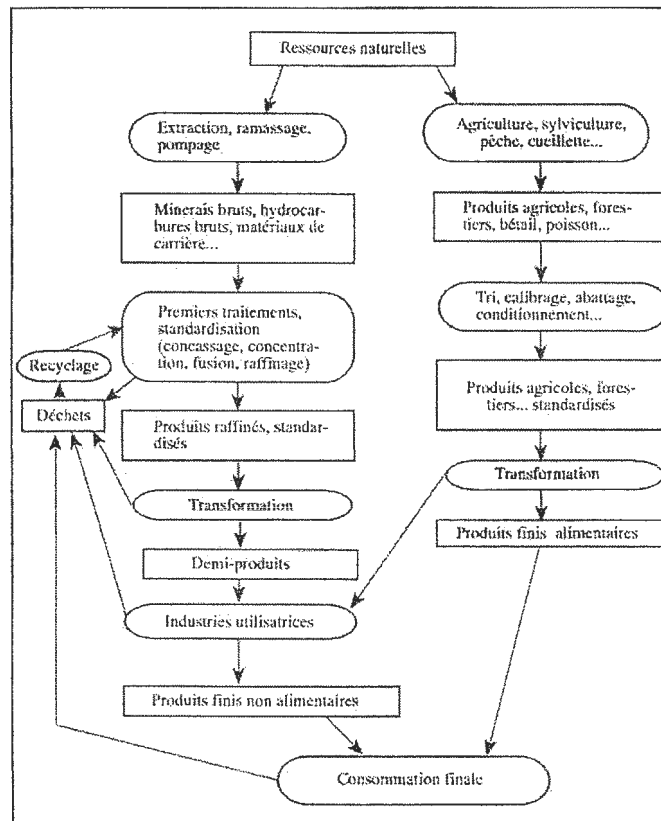 Ressources naturelles
Extraction, ramassage,
pompage
Agriculture, sylviculture,
pêche, cueillette...
Minerais bruts, hydrocar-
bures bruts, matériaux de
carrière...
Produits agricoles, fores-
tiers, bétail, poisson...
Premiers traitements,
standardisation
(concassage, concentra-
tion, fusion, raffinage)
Tri, calibrage, abattage,
conditionnement...
Recyclage
Déchets
Produits agricoles, fores-
tiers... standardisés
Produits raffinés, standar-
disés
Transformation
Transformation
Produits finis alimentaires
Demi-produits
Industries utilisatrices
Produits finis non alimentaires
Consommation finale